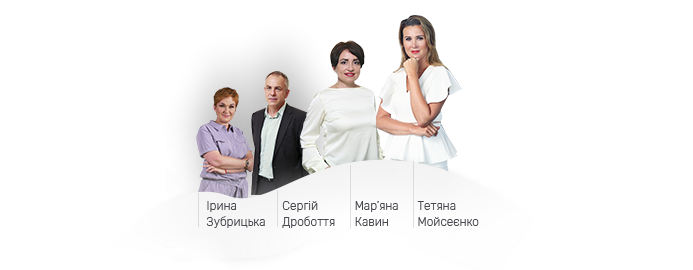 Ірина
Зубрицька
Сергій
Дробоття
Мар'яна
Кавин
Тетяна
Мойсеєнко